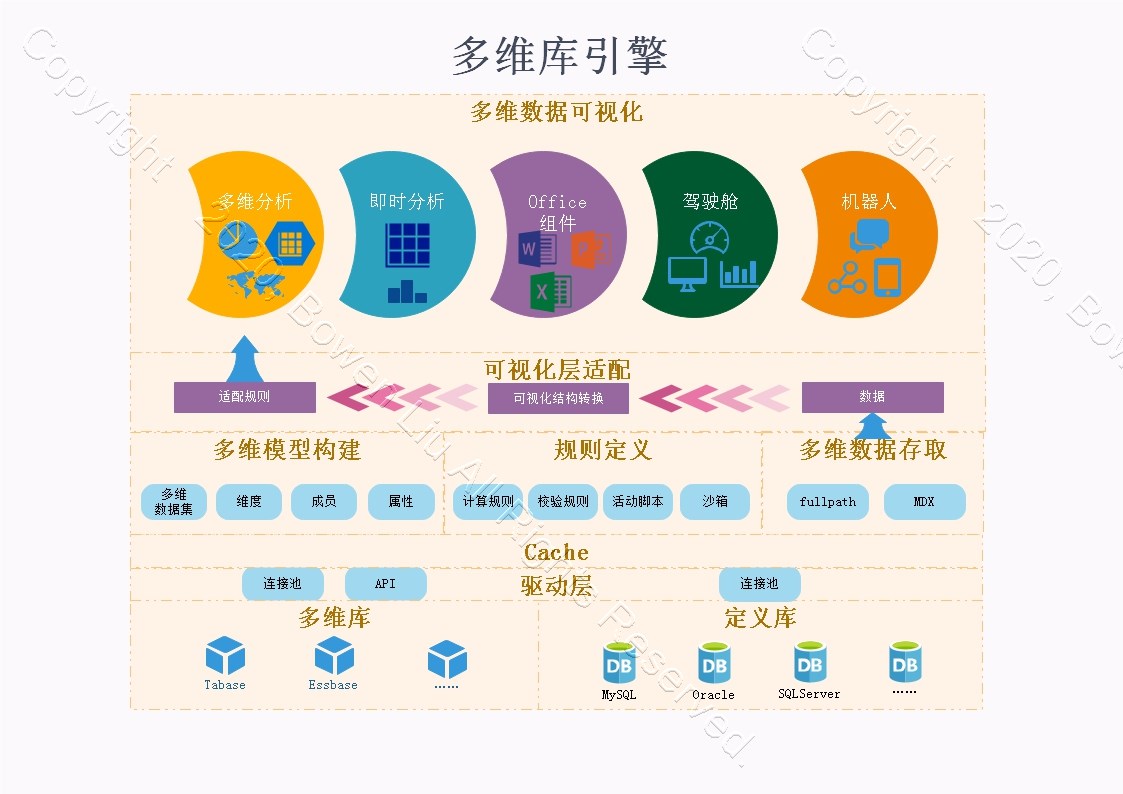 多维库引擎
多维数据可视化
多维分析
即时分析
Office
组件
驾驶舱
机器人
可视化层适配
适配规则
可视化结构转换
数据
多维模型构建
规则定义
多维数据存取
多维
数据集
维度
成员
属性
计算规则
校验规则
活动脚本
沙箱
fullpath
MDX
Cache
连接池
API
驱动层
连接池
多维库
定义库
Tabase
Essbase
......
DB
DB
DB
DB
MySQL
Oracle
SQLServer
......
W
P
X
Copyright
2020, Bowen Liu All Rights Reserved.
Copyright
2020, Bow